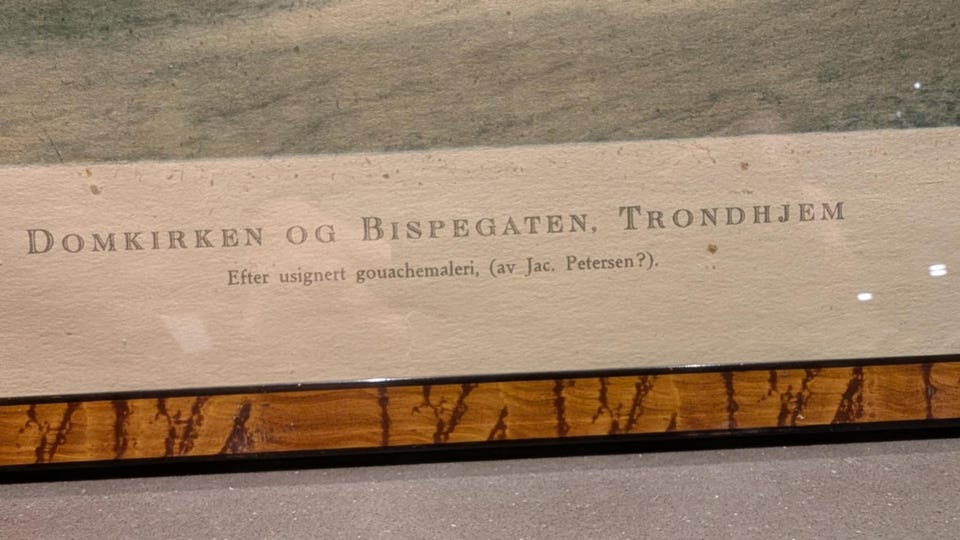 DOMKIRKEN OG BISPEGATEN, TRONDHJEM
Efter usignert gouachemaleri, (av Jac. Petersen?).